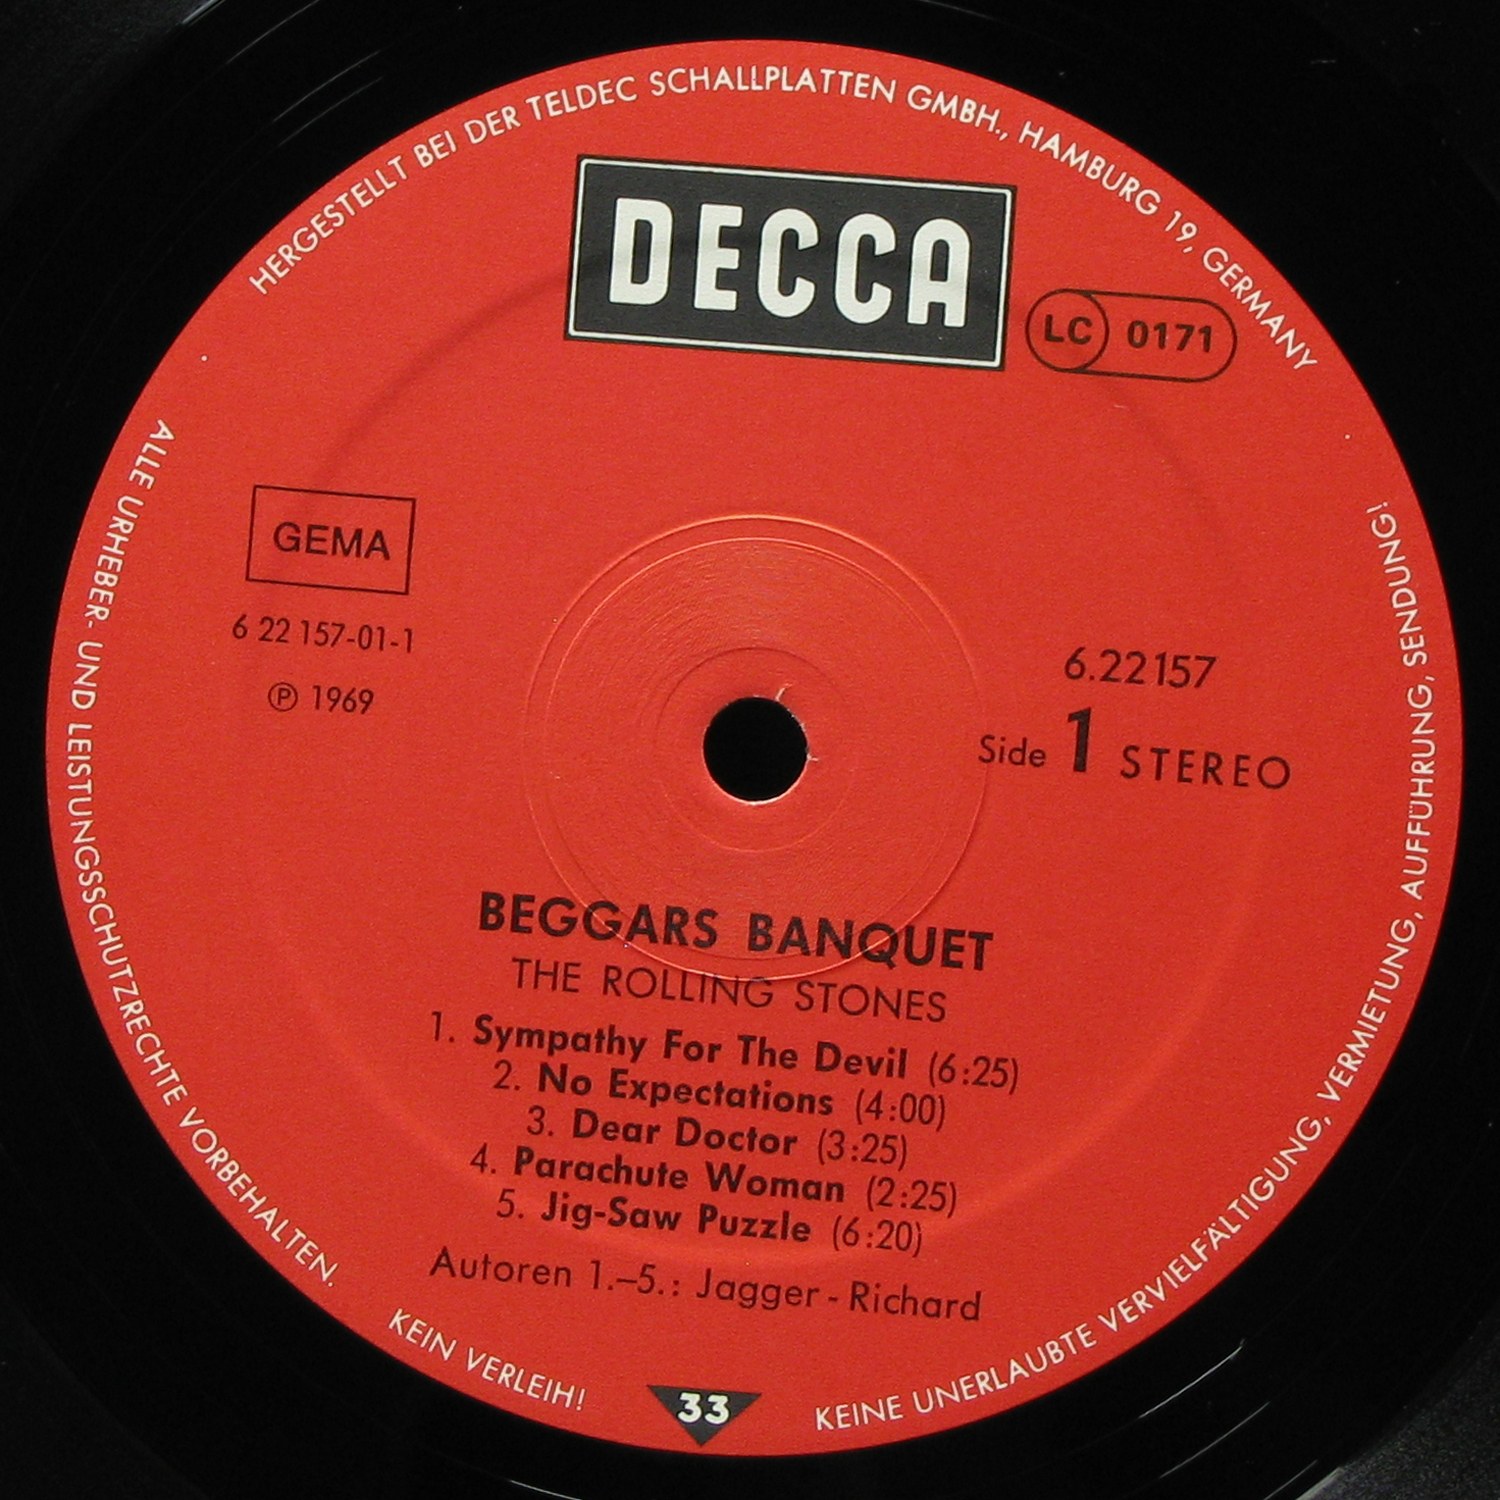 HERGESTELLT BEI DER TELDEC SCHALLPLATTEN GMBH., HAMBURG 19, GERMANY
DECCA
LC 0171
GEMA
6 22 157-01-1
℗ 1969
6.22157
Side 1 STEREO
BEGGARS BANQUET
THE ROLLING STONES
1. Sympathy For The Devil (6:25)
2. No Expectations (4:00)
3. Dear Doctor (3:25)
4. Parachute Woman (2:25)
5. Jig-Saw Puzzle (6:20)
Autoren 1.–5.: Jagger - Richard
ALLE URHEBER- UND LEISTUNGSSCHUTZRECHTE VORBEHALTEN.
KEIN VERLEIH!
33
KEINE UNERLAUBTE VERVIELFÄLTIGUNG, VERMIETUNG, AUFFÜHRUNG, SENDUNG!